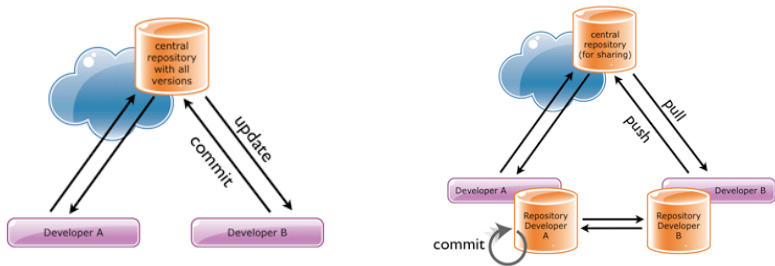 central
repository
with all
versions
update
commit
Developer A
Developer B
central
repository
(for sharing)
pull
push
Developer A
Developer B
Repository
Developer
A
Repository
Developer
B
commit